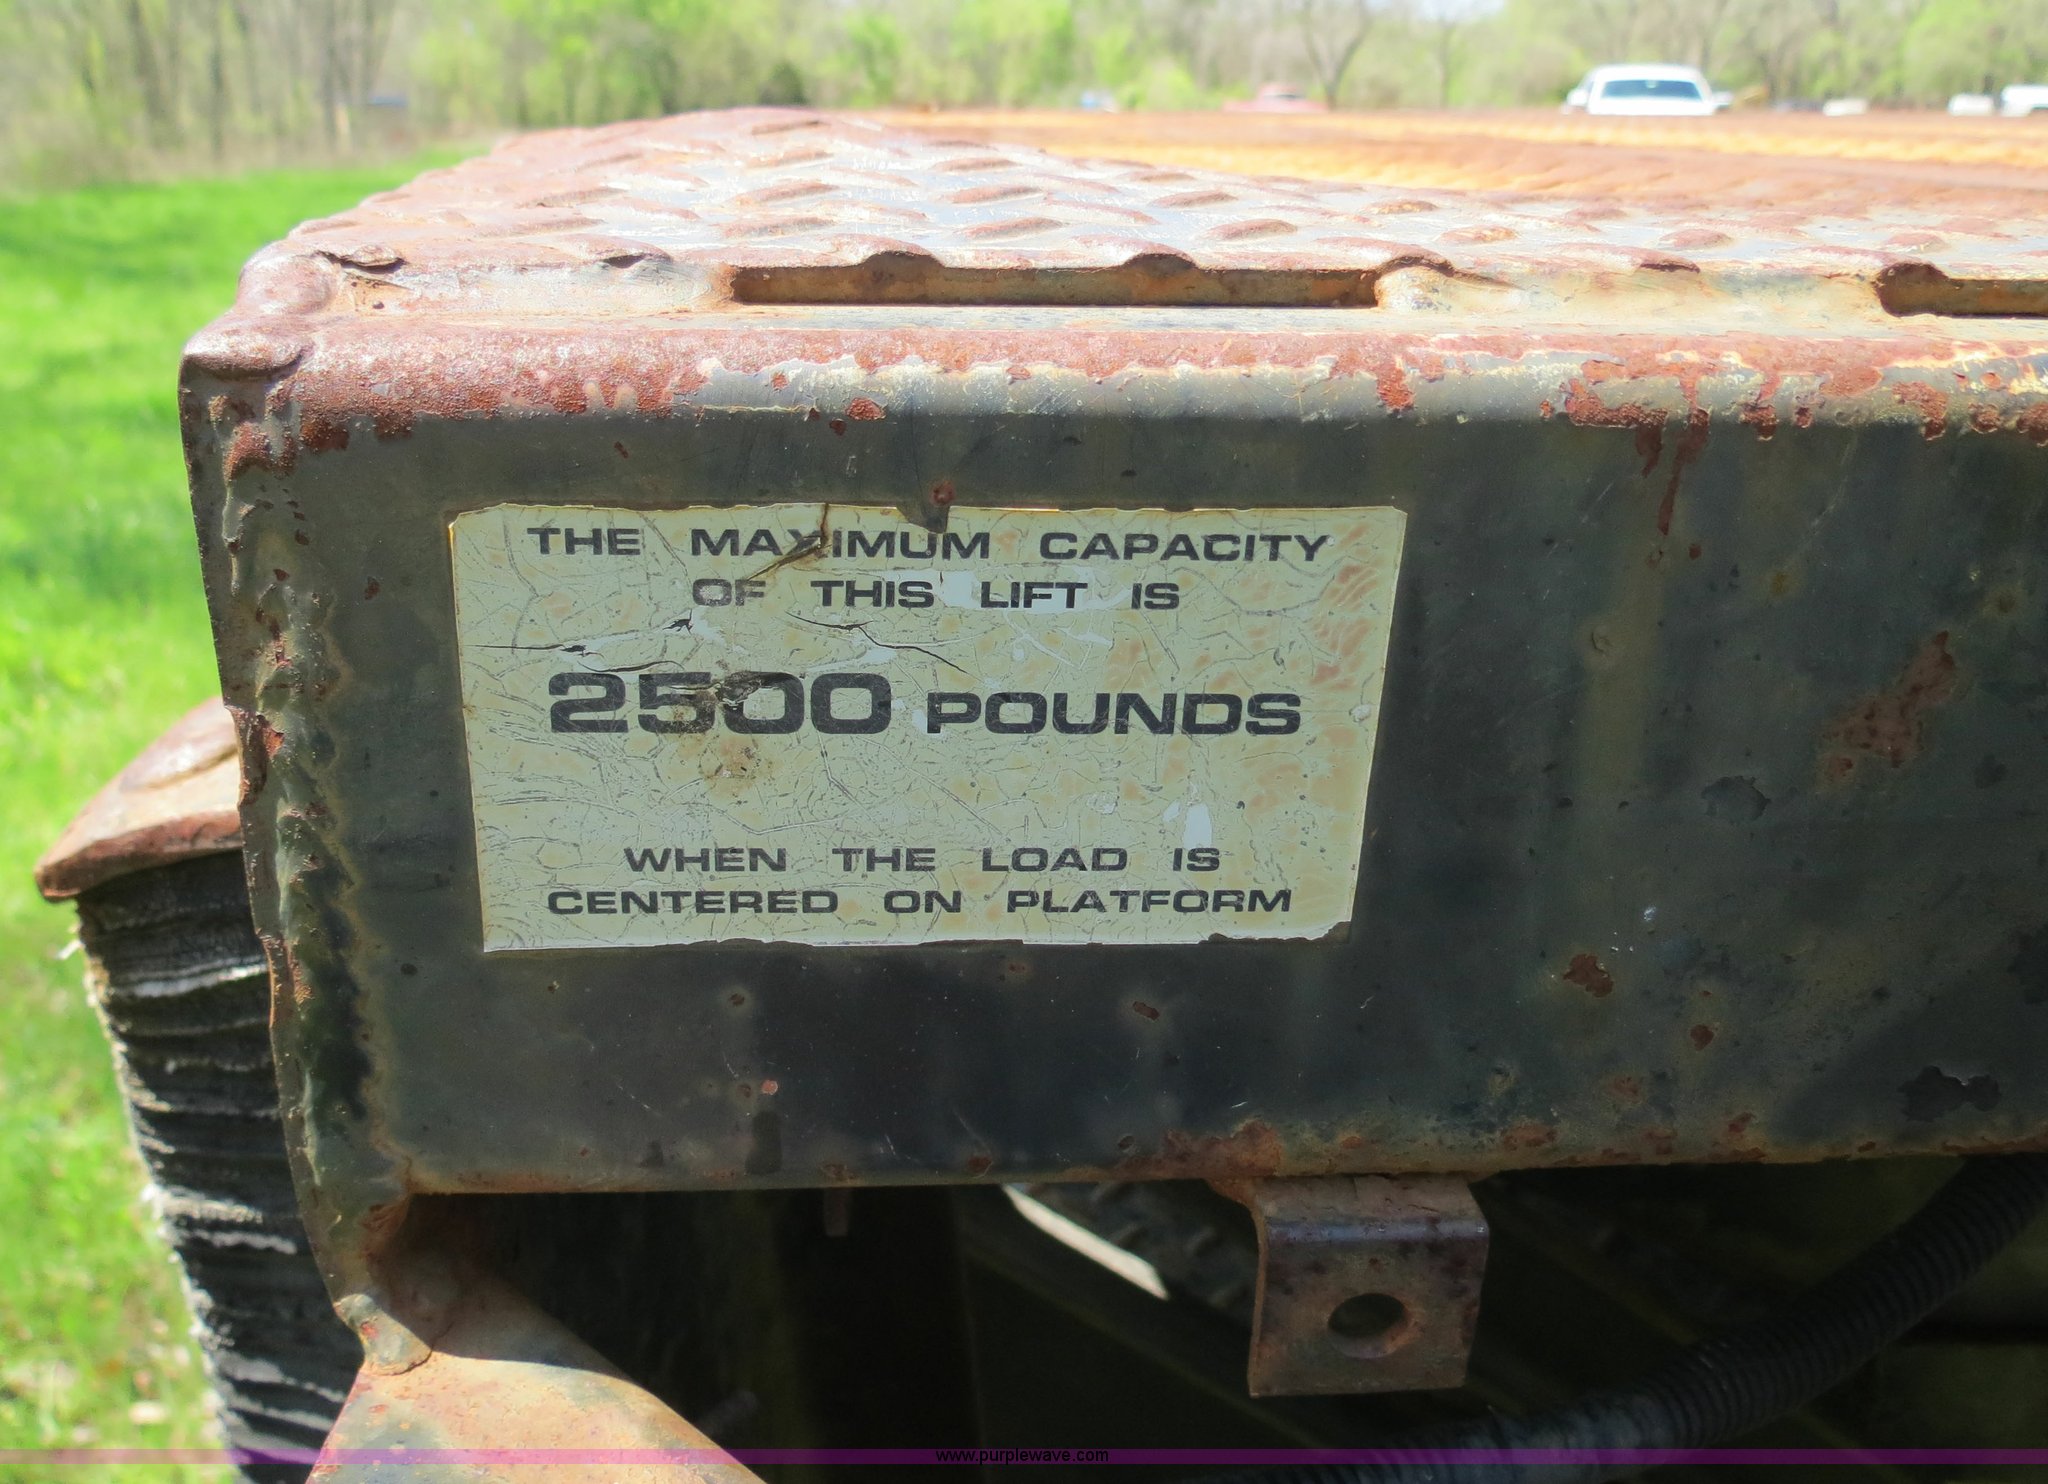 THE MAXIMUM CAPACITY
OF THIS LIFT IS
2500 POUNDS
WHEN THE LOAD IS
CENTERED ON PLATFORM
www.purplewave.com